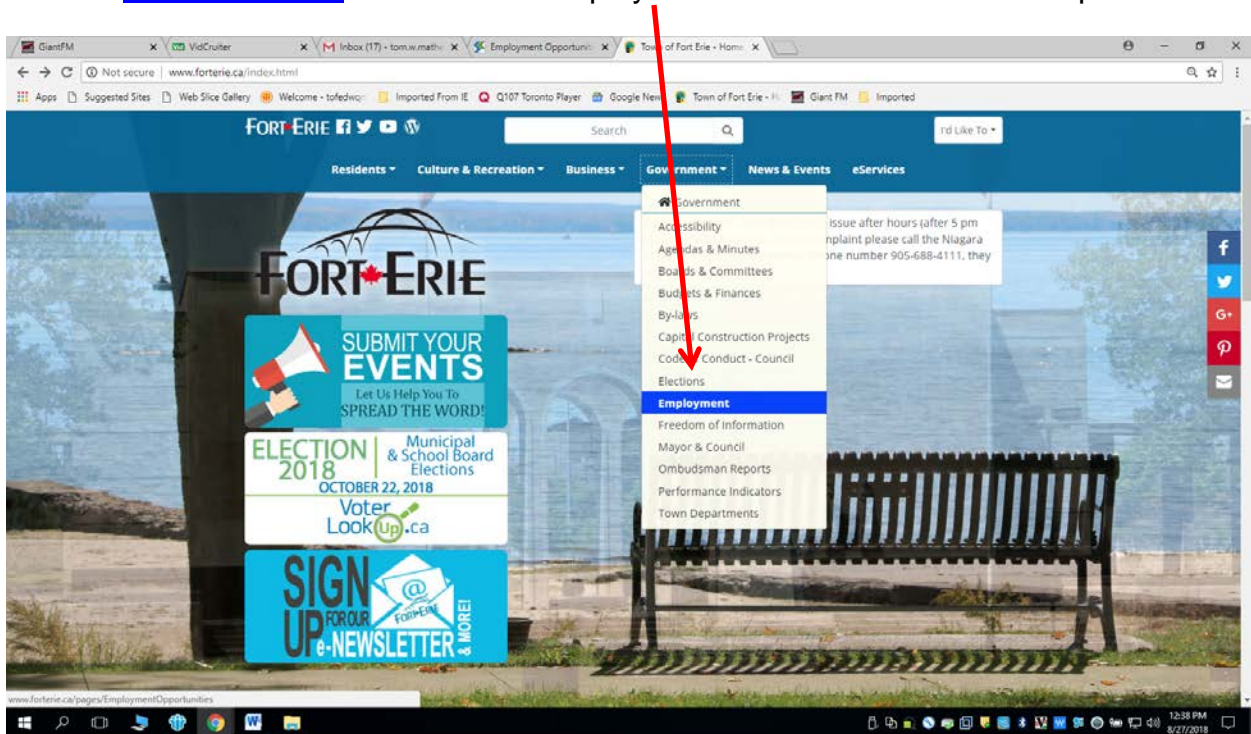 GiantFM
VidCruiter
Inbox (17) - tom.w.mathe
Employment Opportuniti
Town of Fort Erie - Home
Not secure | www.forterie.ca/index.html
Apps Suggested Sites Web Slice Gallery Welcome - tofedwor Imported From IE Q107 Toronto Player Google New Town of Fort Erie - H Giant FM Imported
FORT ERIE
Search
I'd Like To
Residents Culture & Recreation Business Government News & Events eServices
Government
Accessibility
Agendas & Minutes
Boards & Committees
Budgets & Finances
By-laws
Capital Construction Projects
Code of Conduct - Council
Elections
Employment
Freedom of Information
Mayor & Council
Ombudsman Reports
Performance Indicators
Town Departments
issue after hours (after 5 pm
nplaint please call the Niagara
one number 905-688-4111, they
FORT ERIE
SUBMIT YOUR
EVENTS
Let Us Help You To
SPREAD THE WORD!
ELECTION
2018
Municipal
& School Board
Elections
OCTOBER 22, 2018
Voter
LookUp.ca
SIGN
UP FOR OUR
e-NEWSLETTER
& MORE!
FORT ERIE
f
G+
www.forterie.ca/pages/EmploymentOpportunities
12:38 PM
8/27/2018